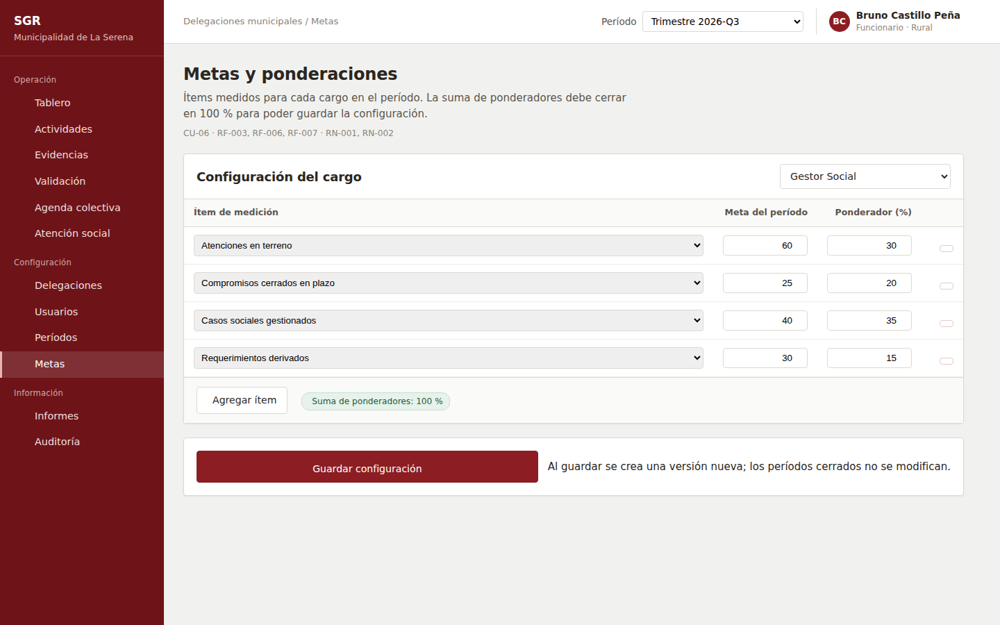 SGR
Municipalidad de La Serena
Operación
Tablero
Actividades
Evidencias
Validación
Agenda colectiva
Atención social
Configuración
Delegaciones
Usuarios
Períodos
Metas
Información
Informes
Auditoría
Delegaciones municipales / Metas
Período Trimestre 2026-Q3
BC Bruno Castillo Peña
Funcionario · Rural
Metas y ponderaciones
Ítems medidos para cada cargo en el período. La suma de ponderadores debe cerrar
en 100 % para poder guardar la configuración.
CU-06 · RF-003, RF-006, RF-007 · RN-001, RN-002
Configuración del cargo Gestor Social
Ítem de medición Meta del período Ponderador (%)
Atenciones en terreno 60 30
Compromisos cerrados en plazo 25 20
Casos sociales gestionados 40 35
Requerimientos derivados 30 15
Agregar ítem Suma de ponderadores: 100 %
Guardar configuración Al guardar se crea una versión nueva; los períodos cerrados no se modifican.